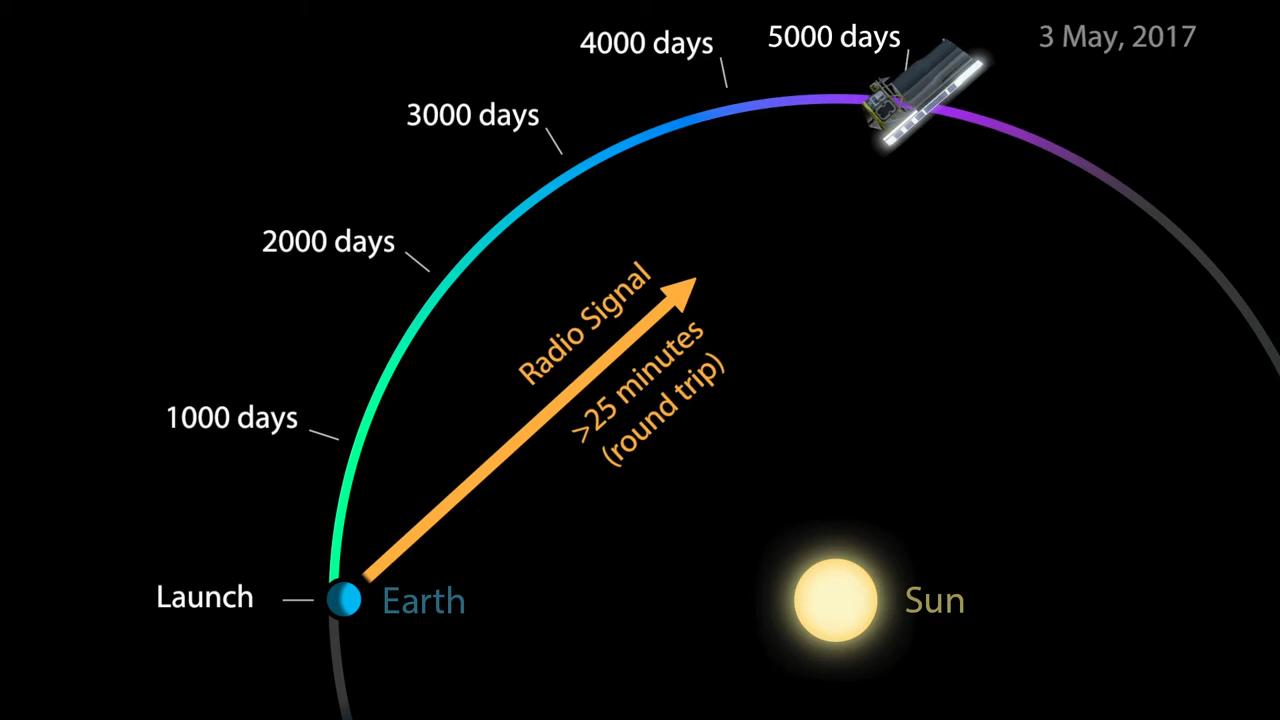 3 May, 2017
5000 days
4000 days
3000 days
2000 days
1000 days
Launch
Earth
Radio Signal
>25 minutes
(round trip)
Sun